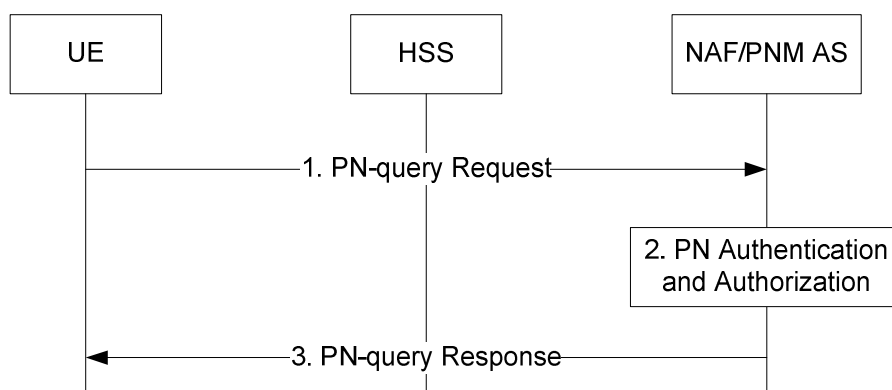 UE
HSS
NAF/PNM AS
1. PN-query Request
2. PN Authentication
and Authorization
3. PN-query Response